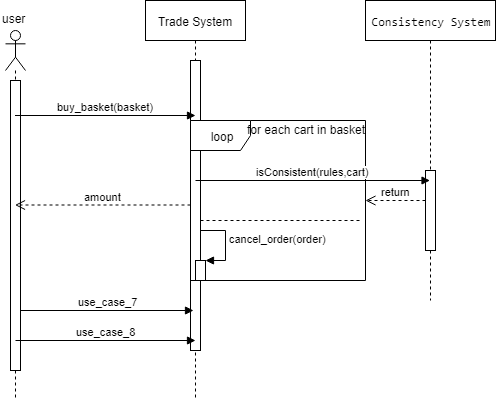 user
Trade System
Consistency System
buy_basket(basket)
loop
for each cart in basket
isConsistent(rules,cart)
amount
return
cancel_order(order)
use_case_7
use_case_8